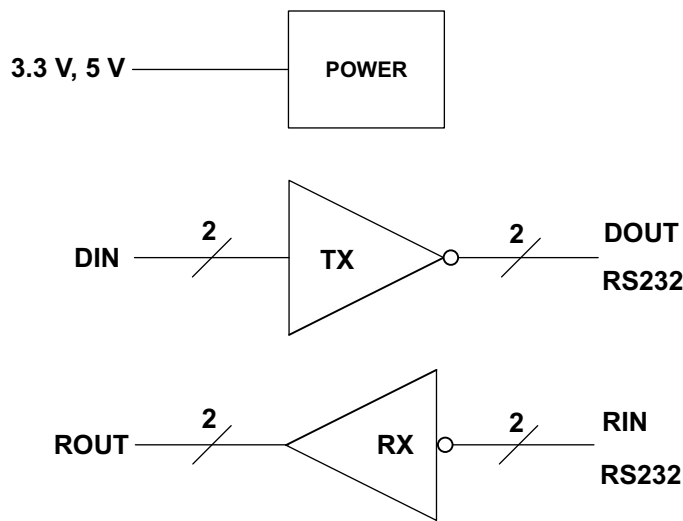 3.3 V, 5 V
POWER
DIN
2
TX
2
DOUT
RS232
ROUT
2
RX
2
RIN
RS232